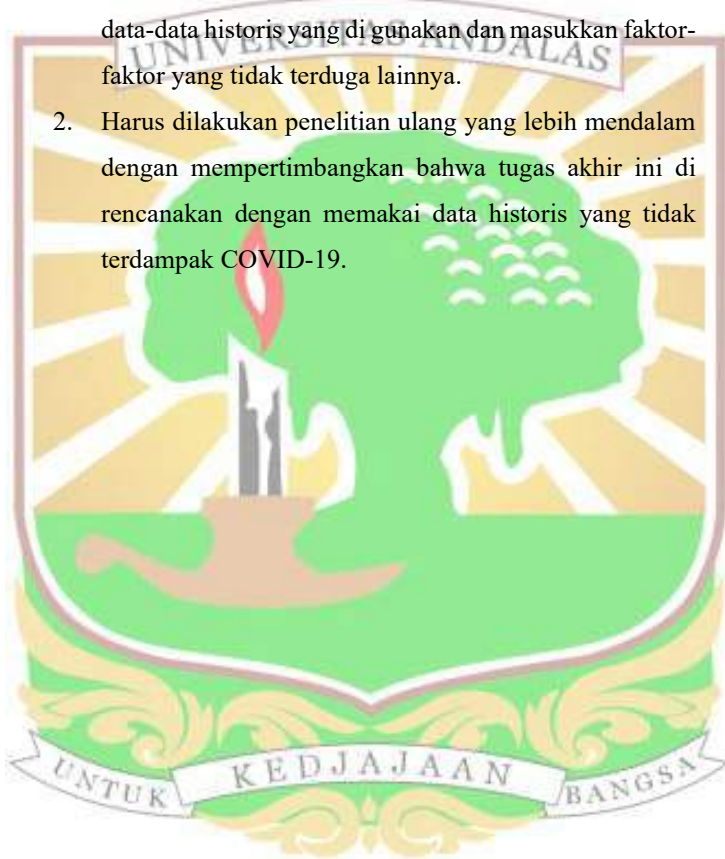 data-data historis yang di gunakan dan masukkan faktor-
UNIVERSITAS ANDALAS
faktor yang tidak terduga lainnya.
2. Harus dilakukan penelitian ulang yang lebih mendalam
dengan mempertimbangkan bahwa tugas akhir ini di
rencanakan dengan memakai data historis yang tidak
terdampak COVID-19.
UNTUK KEDJAJAAN BANGSA